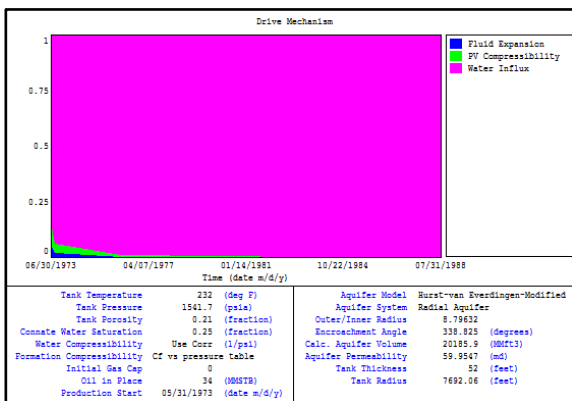 Drive Mechanism
Fluid Expansion
PV Compressibility
Water Influx
1
0.75
0.5
0.25
0
06/30/1973 04/07/1977 01/14/1981 10/22/1984 07/31/1988
Time (date m/d/y)
Tank Temperature 232 (deg F)
Tank Pressure 1541.7 (psia)
Tank Porosity 0.21 (fraction)
Connate Water Saturation 0.25 (fraction)
Water Compressibility Use Corr (1/psi)
Formation Compressibility Cf vs pressure table
Initial Gas Cap 0
Oil in Place 34 (MMSTB)
Production Start 05/31/1973 (date m/d/y)
Aquifer Model Hurst-van Everdingen-Modified
Aquifer System Radial Aquifer
Outer/Inner Radius 8.79632
Encroachment Angle 338.825 (degrees)
Calc. Aquifer Volume 20185.9 (MMft3)
Aquifer Permeability 59.9547 (md)
Tank Thickness 52 (feet)
Tank Radius 7692.06 (feet)